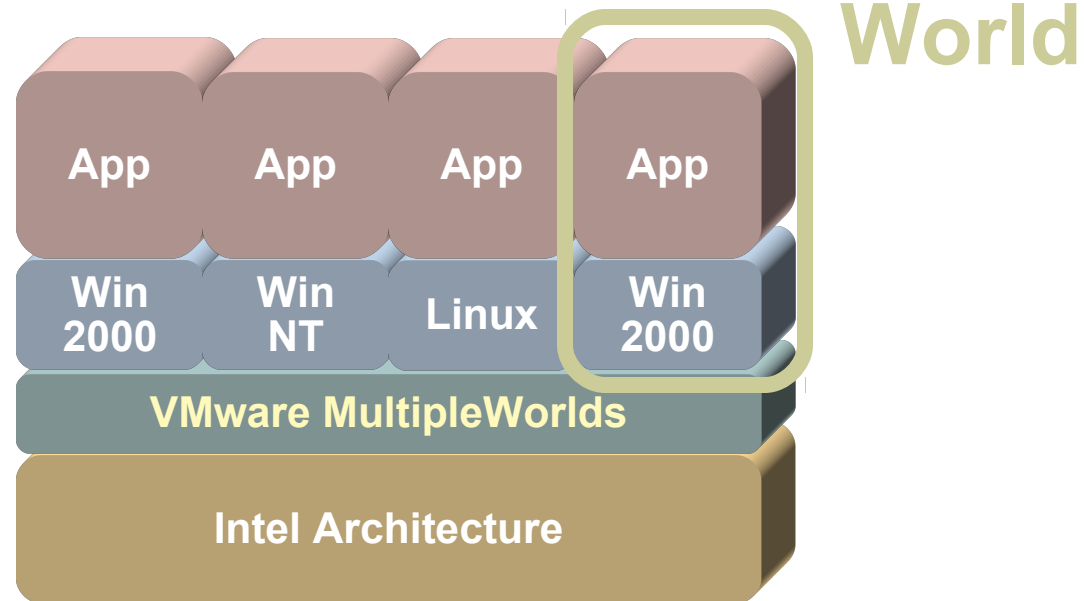 World
App
App
App
App
Win
2000
Win
NT
Linux
Win
2000
VMware MultipleWorlds
Intel Architecture